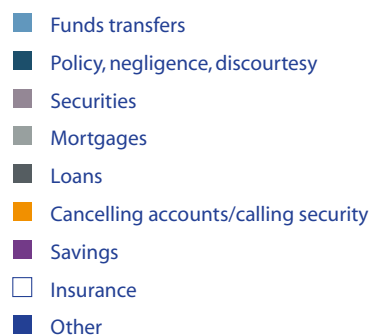 Funds transfers
Policy, negligence, discourtesy
Securities
Mortgages
Loans
Cancelling accounts/calling security
Savings
Insurance
Other